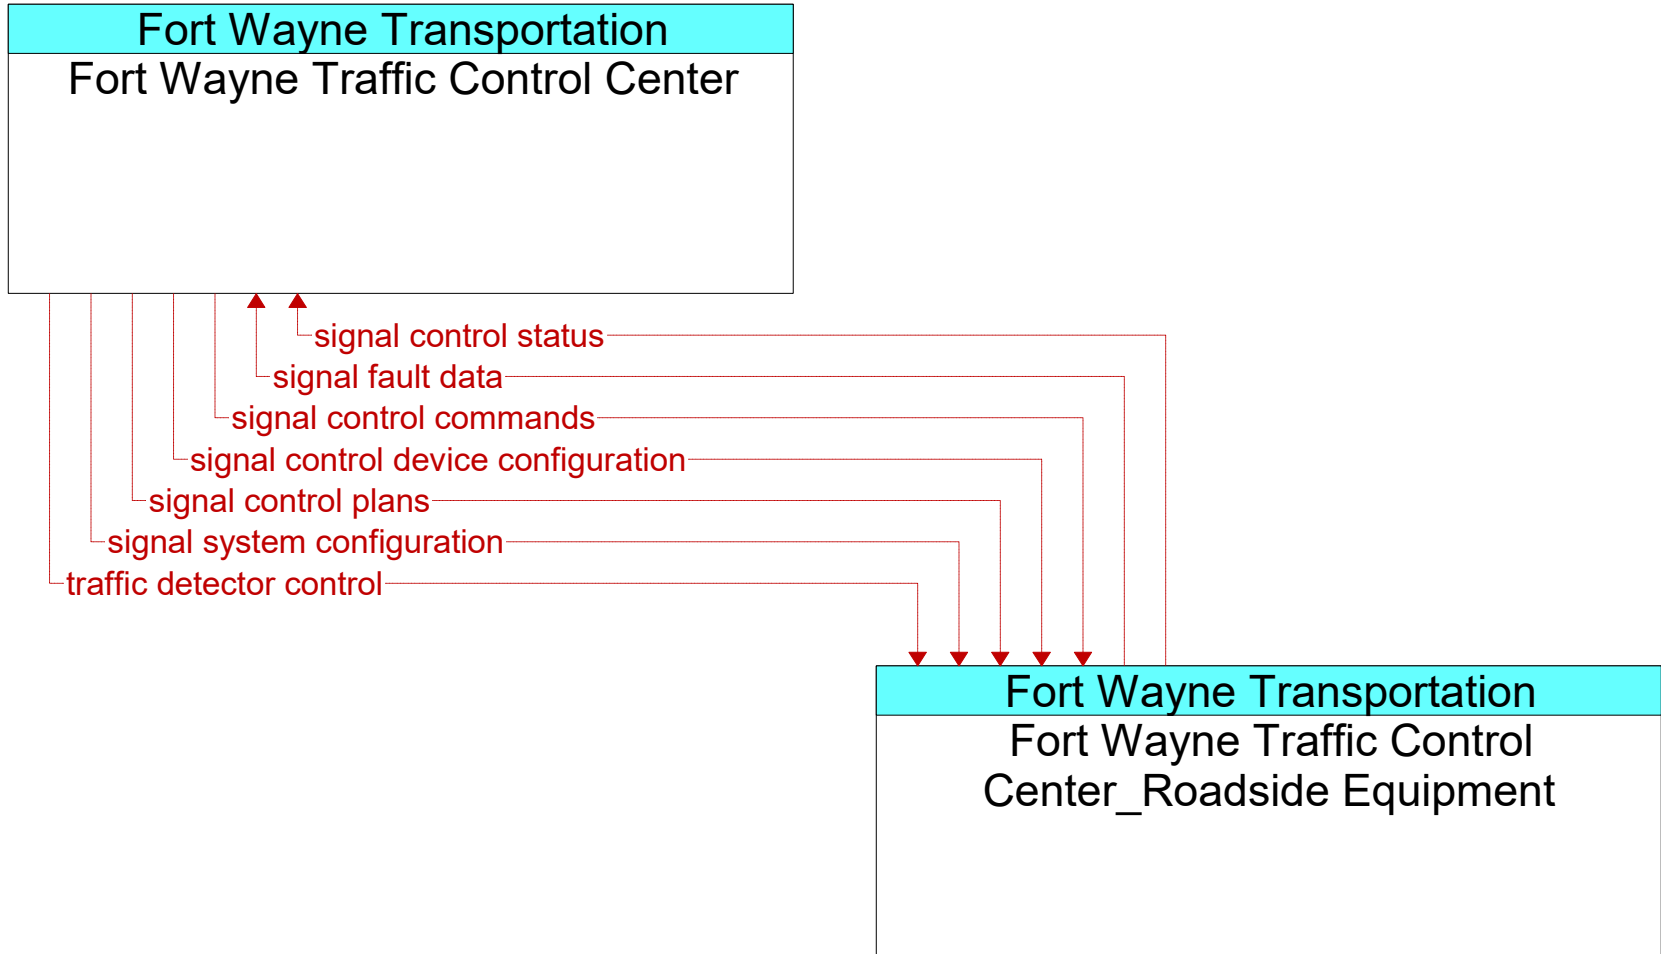 Fort Wayne Transportation
Fort Wayne Traffic Control Center
signal control status
signal fault data
signal control commands
signal control device configuration
signal control plans
signal system configuration
traffic detector control
Fort Wayne Transportation
Fort Wayne Traffic Control
Center_Roadside Equipment